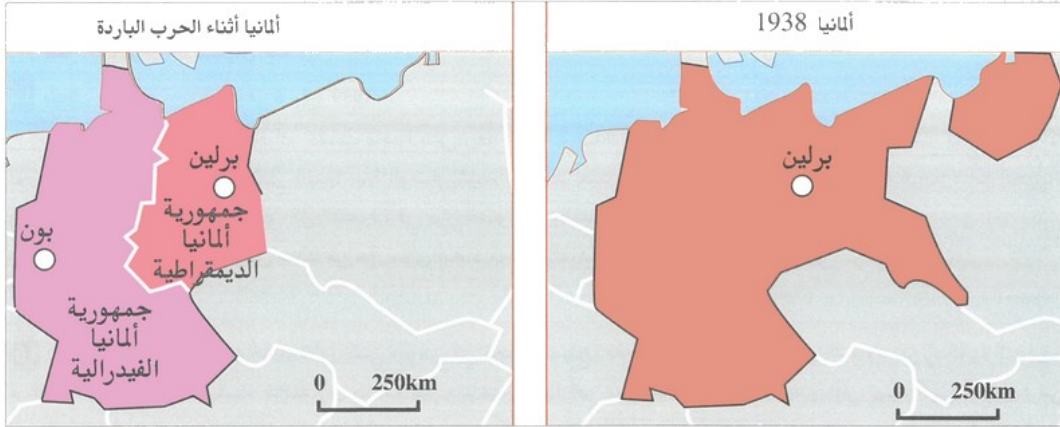 ألمانيا 1938
برلين
0 250km
ألمانيا أثناء الحرب الباردة
برلين
جمهورية
ألمانيا
الديمقراطية
بون
جمهورية
ألمانيا
الفيدرالية
0 250km